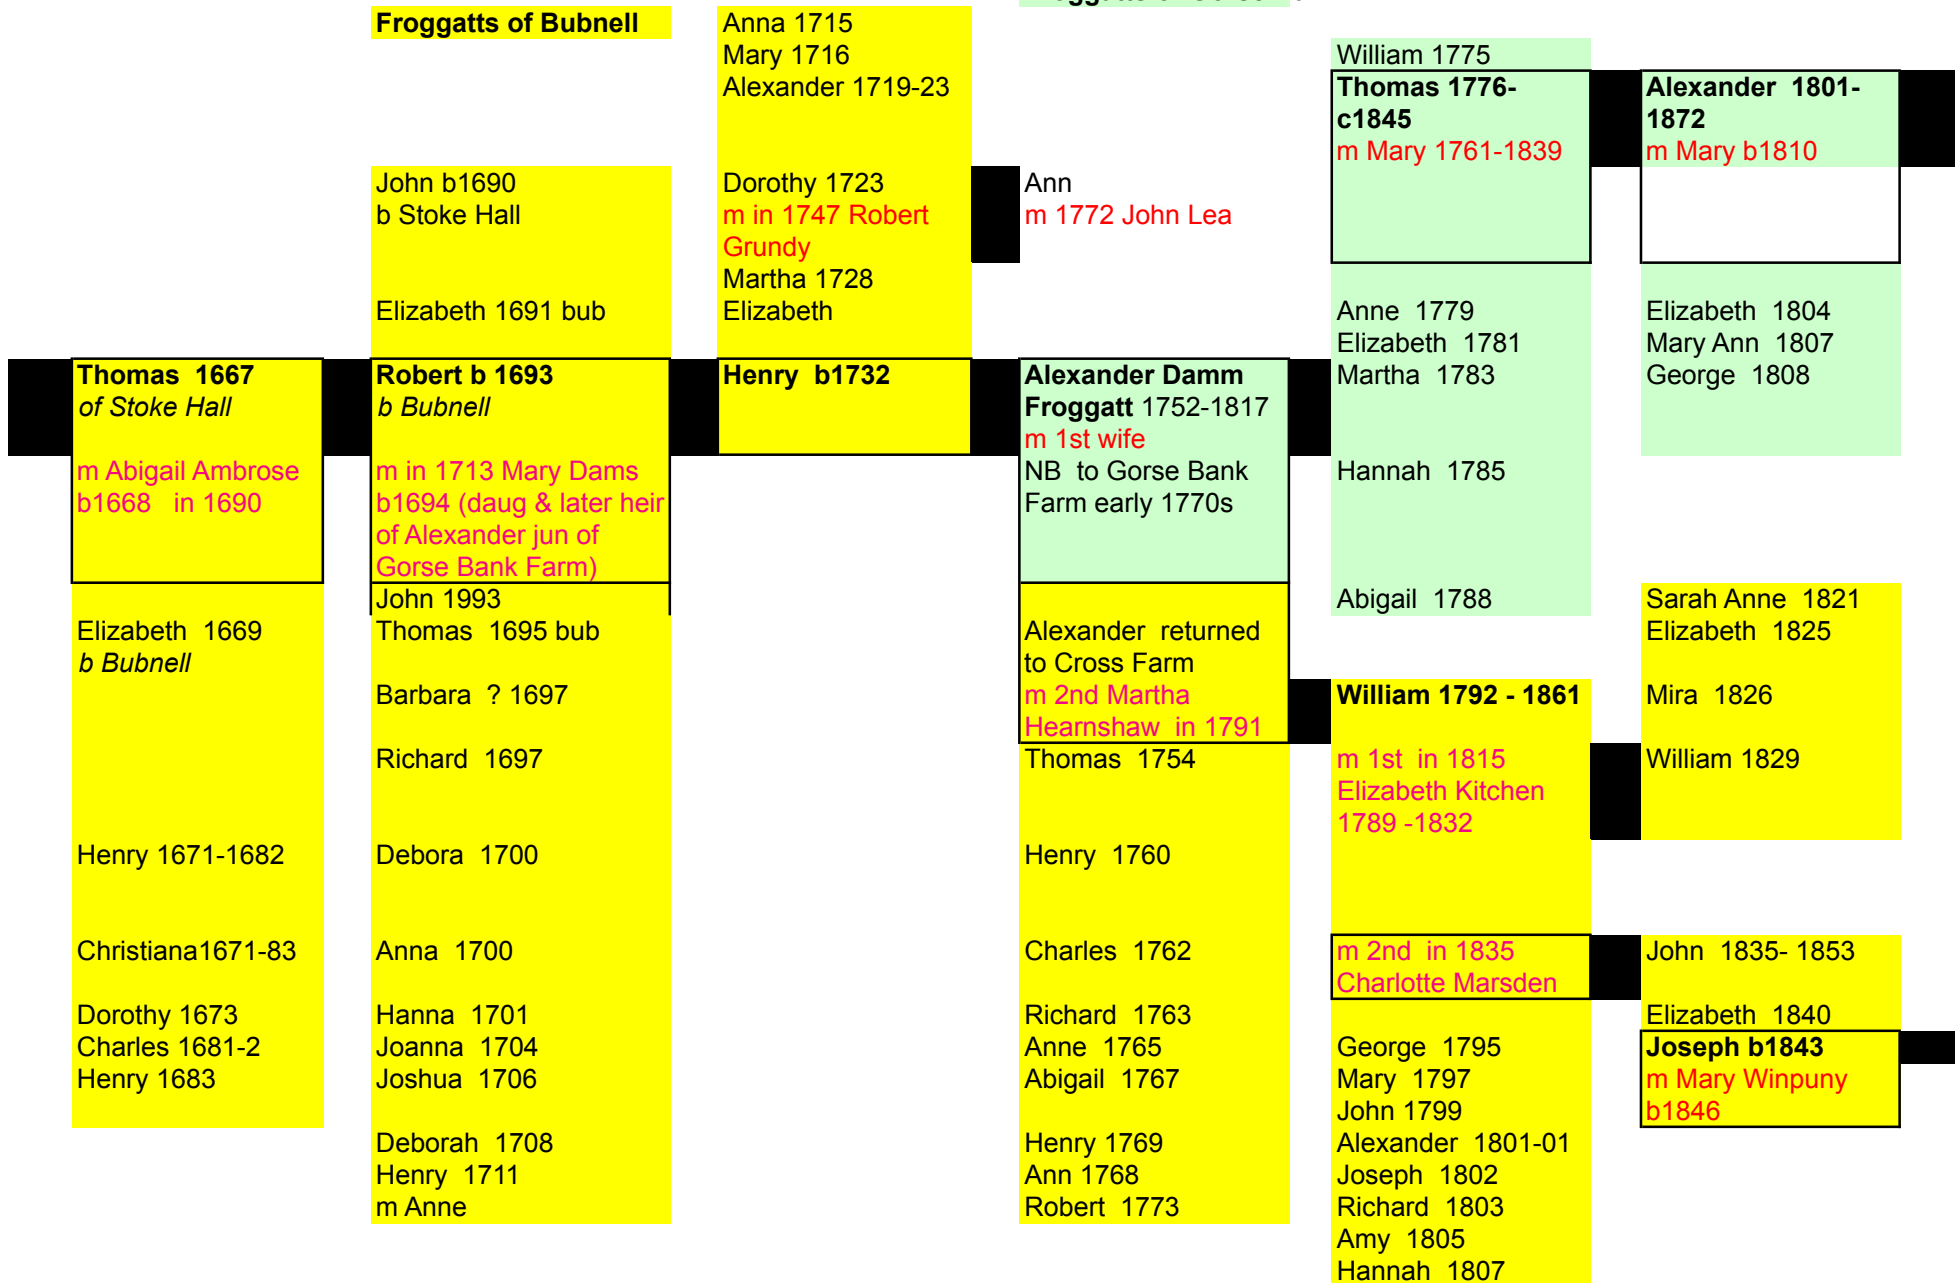 Froggatts of Bubnell
John b1690
b Stoke Hall
Elizabeth 1691 bub
Anna 1715
Mary 1716
Alexander 1719-23
Dorothy 1723
m in 1747 Robert
Grundy
Martha 1728
Elizabeth
Ann
m 1772 John Lea
William 1775
Thomas 1776-
c1845
m Mary 1761-1839
Anne 1779
Elizabeth 1781
Martha 1783
Hannah 1785
Abigail 1788
Alexander 1801-
1872
m Mary b1810
Elizabeth 1804
Mary Ann 1807
George 1808
Thomas 1667
of Stoke Hall
m Abigail Ambrose
b1668 in 1690
Elizabeth 1669
b Bubnell
Henry 1671-1682
Christiana1671-83
Dorothy 1673
Charles 1681-2
Henry 1683
Robert b 1693
b Bubnell
m in 1713 Mary Dams
b1694 (daug & later heir
of Alexander jun of
Gorse Bank Farm)
John 1993
Thomas 1695 bub
Barbara ? 1697
Richard 1697
Debora 1700
Anna 1700
Hanna 1701
Joanna 1704
Joshua 1706
Deborah 1708
Henry 1711
m Anne
Henry b1732
Alexander Damm
Froggatt 1752-1817
m 1st wife
NB to Gorse Bank
Farm early 1770s
Alexander returned
to Cross Farm
m 2nd Martha
Hearnshaw in 1791
Thomas 1754
Henry 1760
Charles 1762
Richard 1763
Anne 1765
Abigail 1767
Henry 1769
Ann 1768
Robert 1773
William 1792 - 1861
m 1st in 1815
Elizabeth Kitchen
1789 -1832
m 2nd in 1835
Charlotte Marsden
George 1795
Mary 1797
John 1799
Alexander 1801-01
Joseph 1802
Richard 1803
Amy 1805
Hannah 1807
Sarah Anne 1821
Elizabeth 1825
Mira 1826
William 1829
John 1835- 1853
Elizabeth 1840
Joseph b1843
m Mary Winpuny
b1846